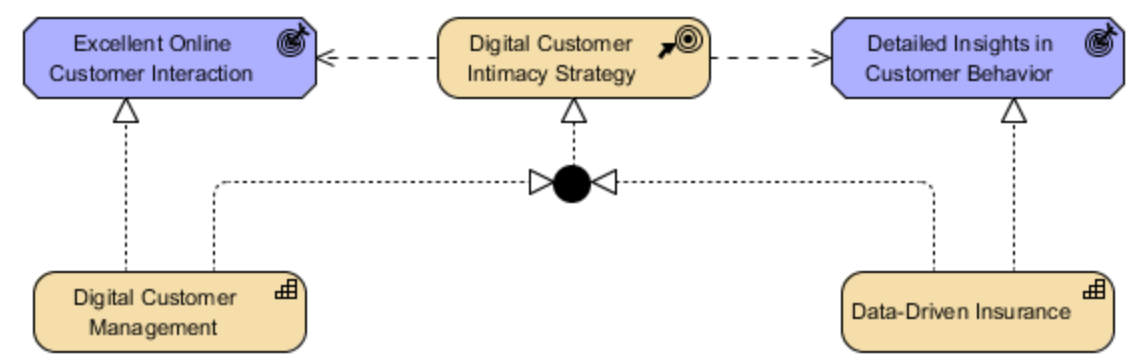 Excellent Online
Customer Interaction
Digital Customer
Intimacy Strategy
Detailed Insights in
Customer Behavior
Digital Customer
Management
Data-Driven Insurance